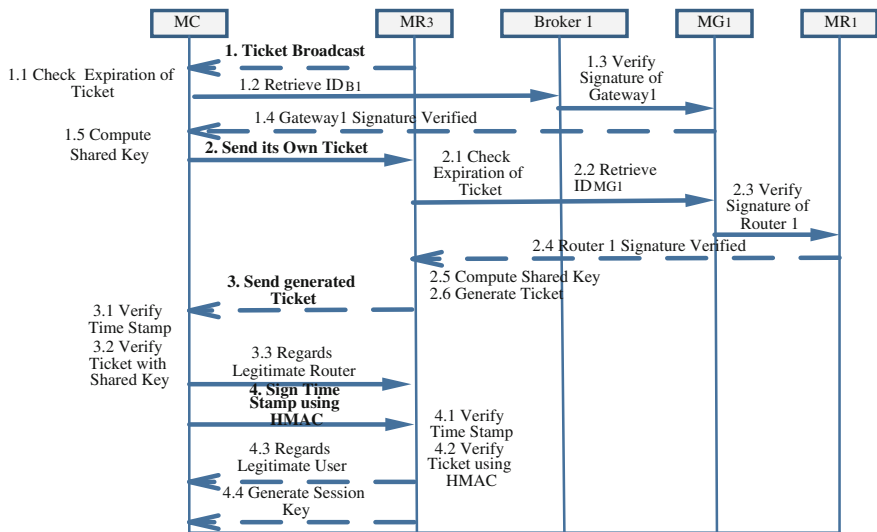 MC
MR3
Broker 1
MG1
MR1
1. Ticket Broadcast
1.1 Check Expiration of
Ticket
1.2 Retrieve IDB1
1.3 Verify
Signature of
Gateway1
1.4 Gateway1 Signature Verified
1.5 Compute
Shared Key
2. Send its Own Ticket
2.1 Check
Expiration of
Ticket
2.2 Retrieve
IDMG1
2.3 Verify
Signature of
Router 1
2.4 Router 1 Signature Verified
2.5 Compute Shared Key
2.6 Generate Ticket
3. Send generated
Ticket
3.1 Verify
Time Stamp
3.2 Verify
Ticket with
Shared Key
3.3 Regards
Legitimate Router
4. Sign Time
Stamp using
HMAC
4.1 Verify
Time Stamp
4.2 Verify
Ticket using
HMAC
4.3 Regards
Legitimate User
4.4 Generate Session
Key